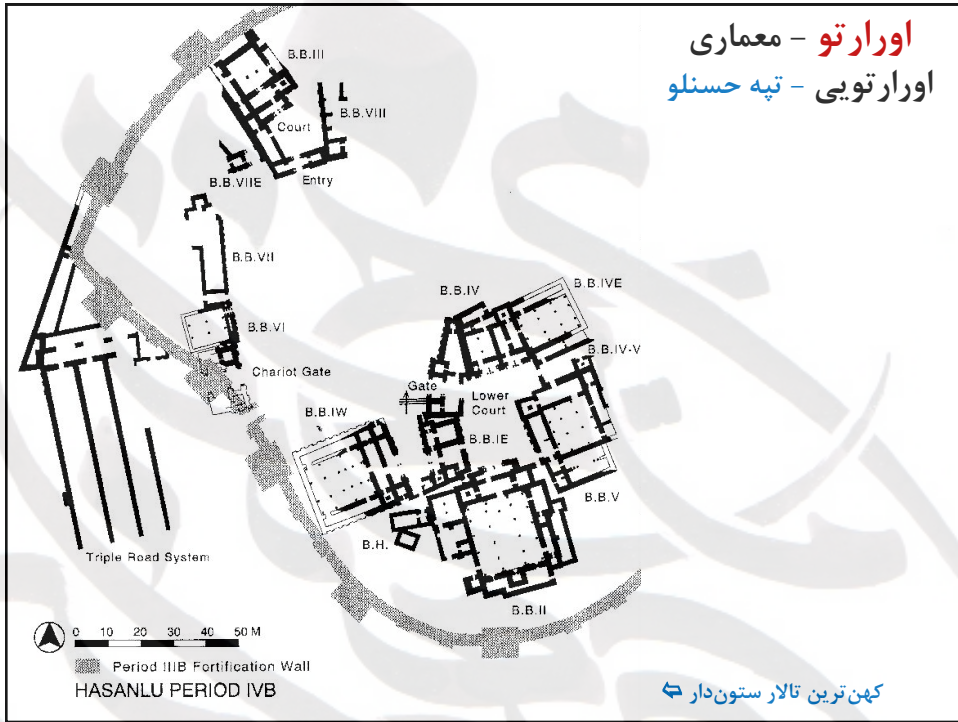 اورارتو - معماری
اورارتویی - تپه حسنلو
B.B.III
B.B.VIII
Court
B.B.VIIE
Entry
B.B.VII
B.B.IV
B.B.IVE
B.B.VI
B.B.IV-V
Chariot Gate
Gate
Lower
Court
B.B.IW
B.B.IE
B.B.V
B.H.
Triple Road System
B.B.II
0 10 20 30 40 50 M
Period IIIB Fortification Wall
HASANLU PERIOD IVB
کهن‌ترین تالار ستون‌دار